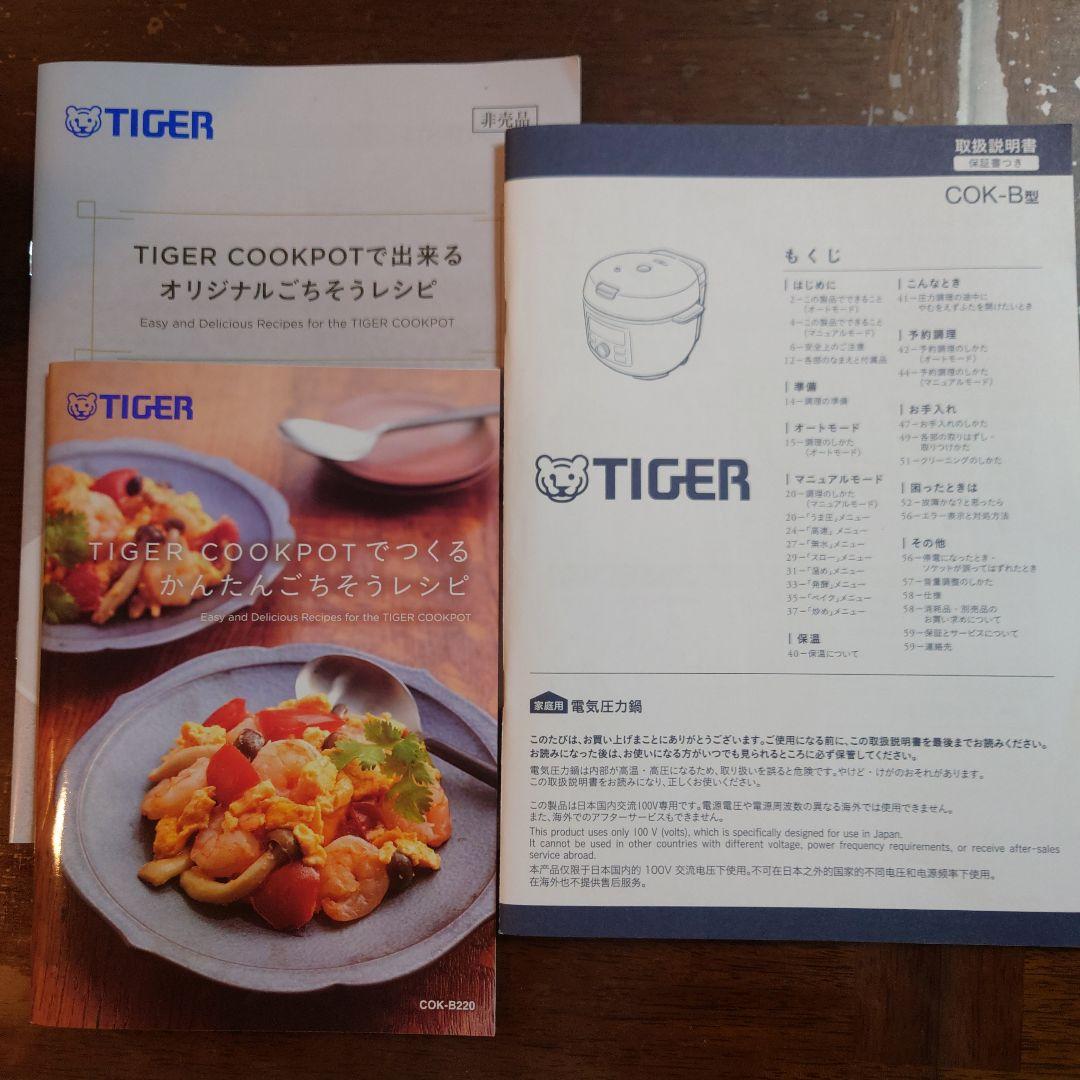 TIGER
非売品
TIGER COOKPOTで出来る
オリジナルごちそうレシピ
Easy and Delicious Recipes for the TIGER COOKPOT
TIGER
TIGER COOKPOTでつくる
かんたんごちそうレシピ
Easy and Delicious Recipes for the TIGER COOKPOT
COK-B220
取扱説明書
保証書つき
COK-B型
もくじ
はじめに
2-この製品でできること
(オートモード)
4-この製品でできること
(マニュアルモード)
6-安全上のご注意
12-各部のなまえと付属品
準備
14-調理の準備
オートモード
15-調理のしかた
(オートモード)
マニュアルモード
20-調理のしかた
(マニュアルモード)
20-「うま圧」メニュー
24-「高速」メニュー
27-「無水」メニュー
29-「スロー」メニュー
31-「温め」メニュー
33-「発酵」メニュー
35-「ベイク」メニュー
37-「炒め」メニュー
保温
40-保温について
こんなとき
41-圧力調理の途中に
やむをえずふたを開けたいとき
予約調理
42-予約調理のしかた
(オートモード)
44-予約調理のしかた
(マニュアルモード)
お手入れ
47-お手入れのしかた
49-各部の取りはずし・
取りつけかた
51-クリーニングのしかた
困ったときは
52-故障かな?と思ったら
56-エラー表示と対処方法
その他
56-停電になったとき・
ソケットが誤ってはずれたとき
57-音量調整のしかた
58-仕様
58-消耗品・別売品の
お買い求めについて
59-保証とサービスについて
59-連絡先
TIGER
家庭用 電気圧力鍋
このたびは、お買い上げまことにありがとうございます。ご使用になる前に、この取扱説明書を最後までお読みください。
お読みになった後は、お使いになる方がいつでも見られるところに必ず保管してください。
電気圧力鍋は内部が高温・高圧になるため、取り扱いを誤ると危険です。やけど・けがのおそれがあります。
この取扱説明書をお読みになり、正しくお使いください。
この製品は日本国内交流100V専用です。電源電圧や電源周波数の異なる海外では使用できません。
また、海外でのアフターサービスもできません。
This product uses only 100 V (volts), which is specifically designed for use in Japan.
It cannot be used in other countries with different voltage, power frequency requirements, or receive after-sales
service abroad.
本产品仅限于日本国内的 100V 交流电压下使用。不可在日本之外的国家的不同电压和电源频率下使用。
在海外也不提供售后服务。